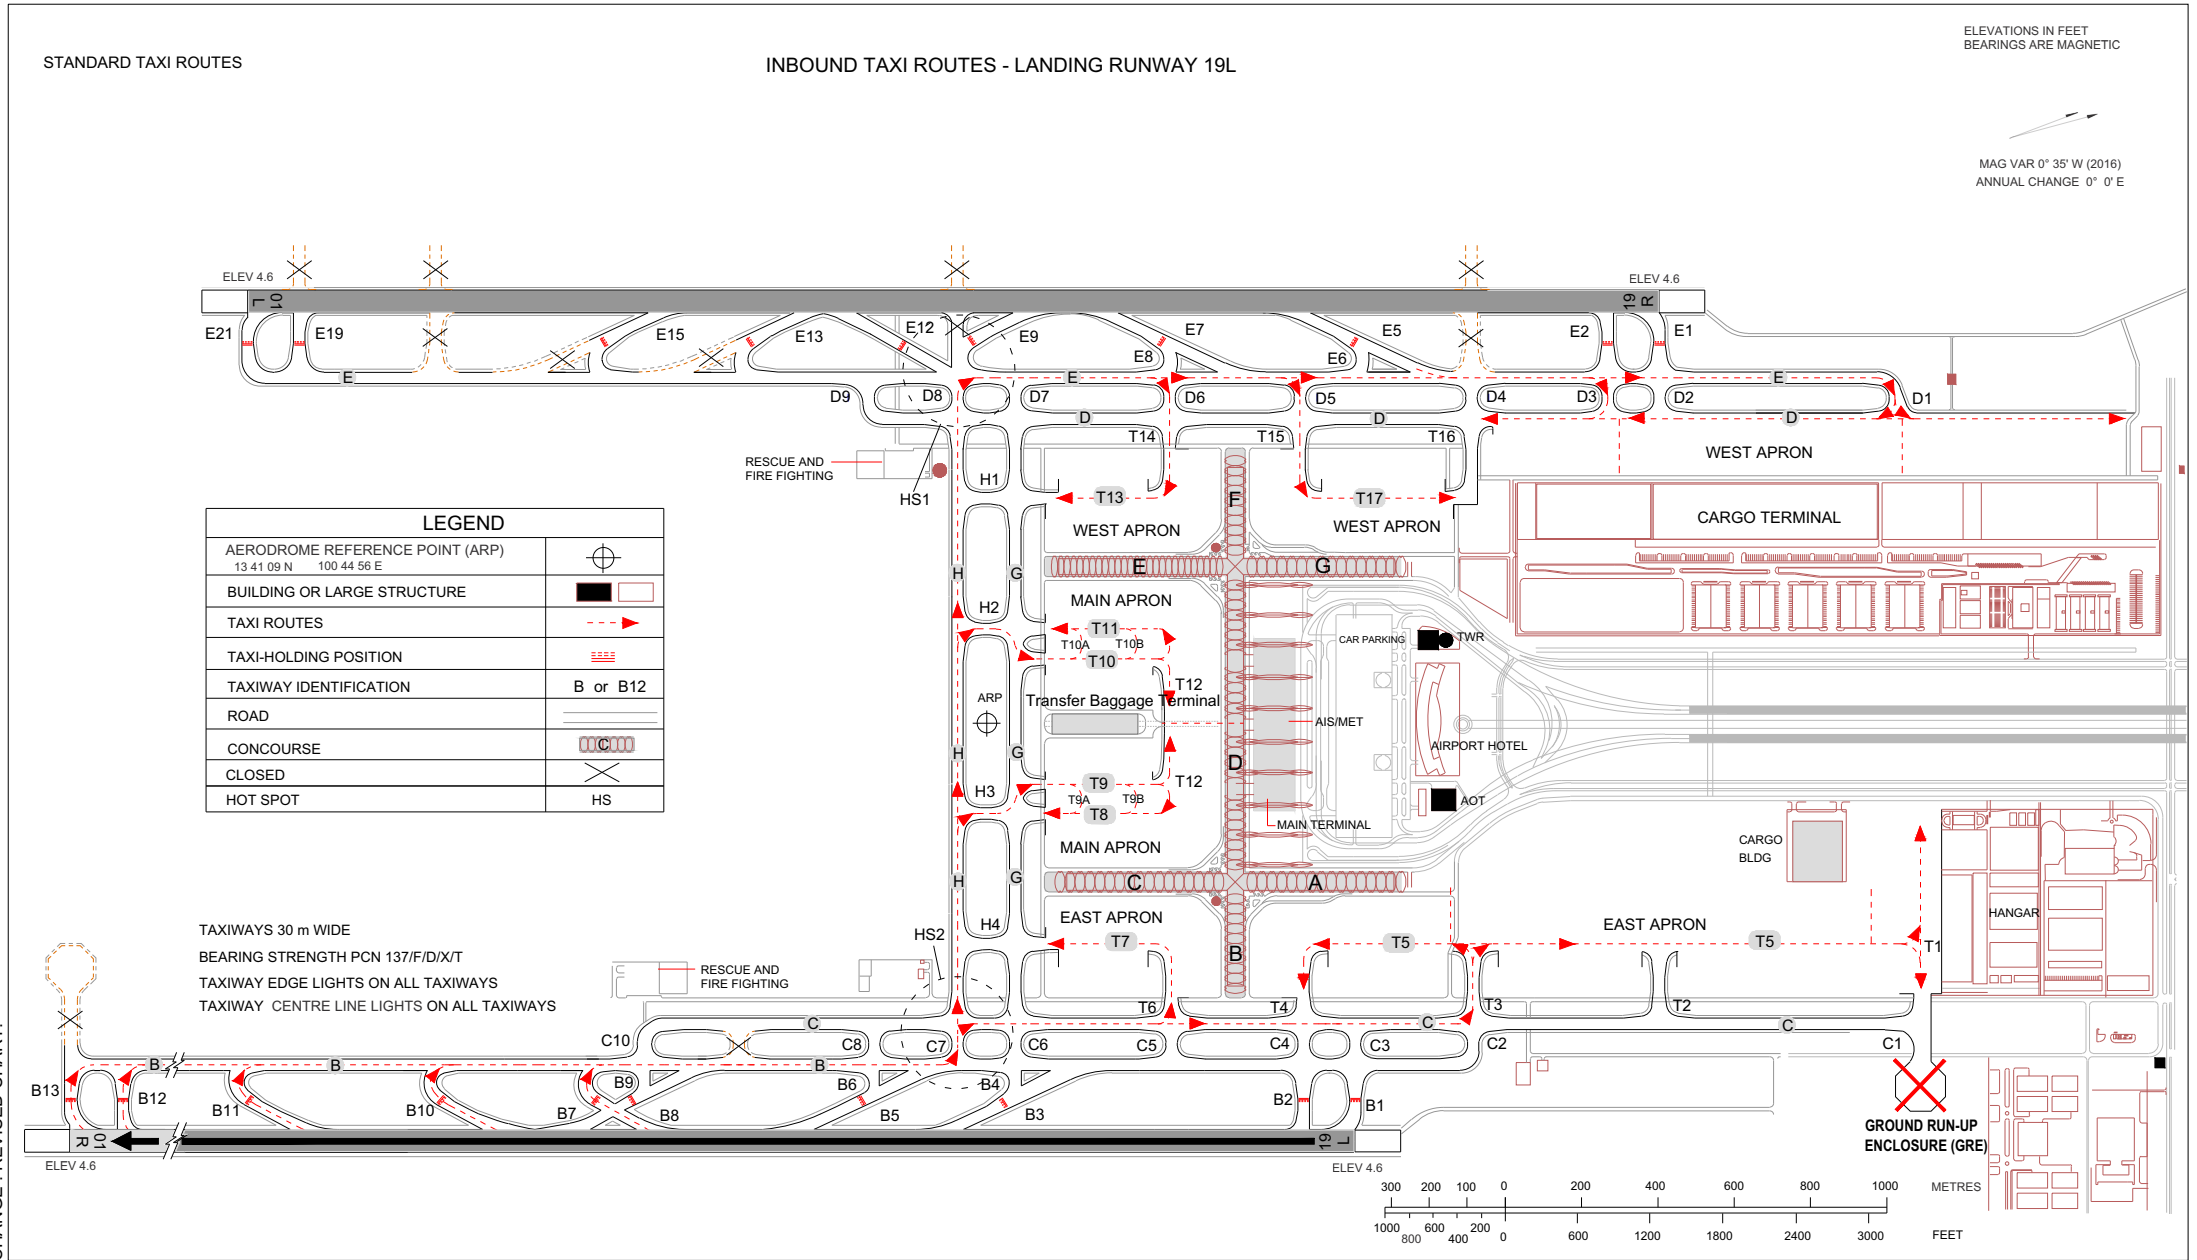 ELEVATIONS IN FEET
BEARINGS ARE MAGNETIC
STANDARD TAXI ROUTES
INBOUND TAXI ROUTES - LANDING RUNWAY 19L
MAG VAR 0° 35' W (2016)
ANNUAL CHANGE 0° 0' E
ELEV 4.6
ELEV 4.6
01 L
19 R
E21
E19
E15
E13
E12
E9
E7
E5
E2
E1
E8
E6
E
E
E
D9
D8
D7
D6
D5
D4
D3
D2
D1
D
D
D
T14
T15
T16
RESCUE AND
FIRE FIGHTING
HS1
H1
T13
F
T17
WEST APRON
WEST APRON
WEST APRON
CARGO TERMINAL
LEGEND
AERODROME REFERENCE POINT (ARP)
13 41 09 N 100 44 56 E
BUILDING OR LARGE STRUCTURE
TAXI ROUTES
TAXI-HOLDING POSITION
TAXIWAY IDENTIFICATION
B or B12
ROAD
CONCOURSE
C
CLOSED
HOT SPOT
HS
H
G
E
G
H2
MAIN APRON
T11
T10A
T10B
T10
CAR PARKING
TWR
ARP
T12
Transfer Baggage Terminal
AIS/MET
AIRPORT HOTEL
H
G
D
H3
T9
T12
T9A
T9B
T8
AOT
MAIN TERMINAL
MAIN APRON
CARGO
BLDG
H
G
C
A
H4
EAST APRON
HANGAR
EAST APRON
TAXIWAYS 30 m WIDE
BEARING STRENGTH PCN 137/F/D/X/T
TAXIWAY EDGE LIGHTS ON ALL TAXIWAYS
TAXIWAY CENTRE LINE LIGHTS ON ALL TAXIWAYS
HS2
T7
B
T5
T5
T1
RESCUE AND
FIRE FIGHTING
T6
T4
T3
T2
C
C
C
C10
C8
C7
C6
C5
C4
C3
C2
C1
B
B
B
B13
B12
B11
B10
B9
B7
B8
B6
B5
B4
B3
B2
B1
01 R
19 L
ELEV 4.6
ELEV 4.6
GROUND RUN-UP
ENCLOSURE (GRE)
300 200 100 0 200 400 600 800 1000 METRES
1000 800 600 400 200 0 600 1200 1800 2400 3000 FEET